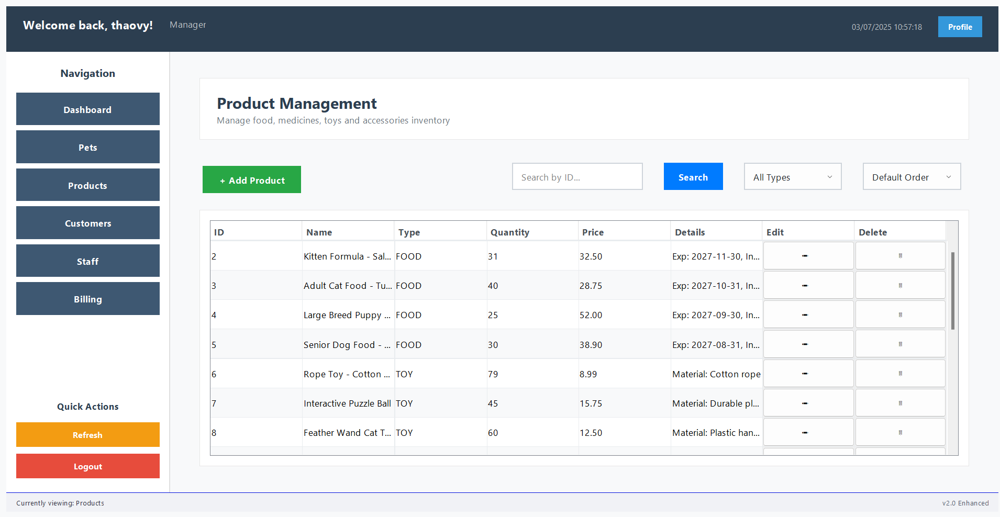 Welcome back, thaovy! Manager 03/07/2025 10:57:18 Profile
Navigation
Dashboard
Pets
Products
Customers
Staff
Billing
Quick Actions
Refresh
Logout
Product Management
Manage food, medicines, toys and accessories inventory
+ Add Product Search by ID... Search All Types Default Order
ID Name Type Quantity Price Details Edit Delete
2 Kitten Formula - Sal... FOOD 31 32.50 Exp: 2027-11-30, In...
3 Adult Cat Food - Tu... FOOD 40 28.75 Exp: 2027-10-31, In...
4 Large Breed Puppy ... FOOD 25 52.00 Exp: 2027-09-30, In...
5 Senior Dog Food - ... FOOD 30 38.90 Exp: 2027-08-31, In...
6 Rope Toy - Cotton ... TOY 79 8.99 Material: Cotton rope
7 Interactive Puzzle Ball TOY 45 15.75 Material: Durable pl...
8 Feather Wand Cat T... TOY 60 12.50 Material: Plastic han...
Currently viewing: Products v2.0 Enhanced